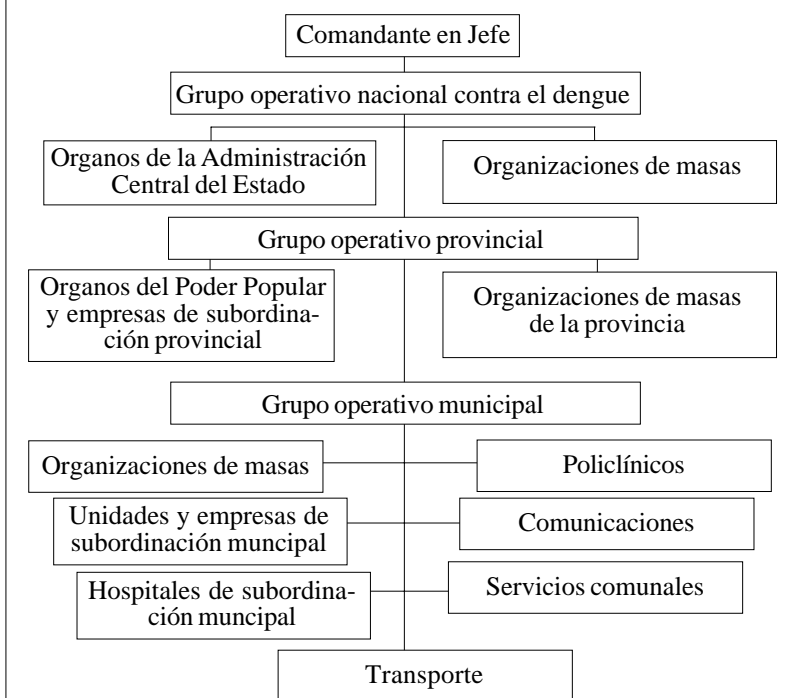 Comandante en Jefe
Grupo operativo nacional contra el dengue
Organos de la Administración
Central del Estado
Organizaciones de masas
Grupo operativo provincial
Organos del Poder Popular
y empresas de subordina-
ción provincial
Organizaciones de masas
de la provincia
Grupo operativo municipal
Organizaciones de masas
Policlínicos
Unidades y empresas de
subordinación muncipal
Comunicaciones
Hospitales de subordina-
ción muncipal
Servicios comunales
Transporte